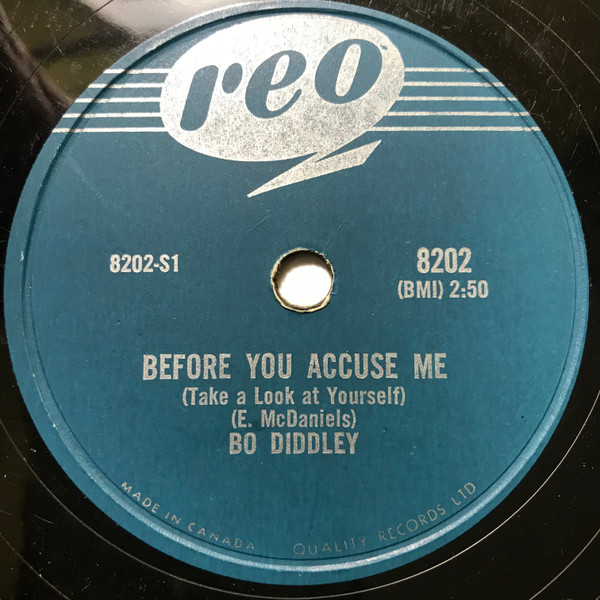 reo
8202-S1
8202
(BMI) 2:50
BEFORE YOU ACCUSE ME
(Take a Look at Yourself)
(E. McDaniels)
BO DIDDLEY
MADE IN CANADA QUALITY RECORDS LTD